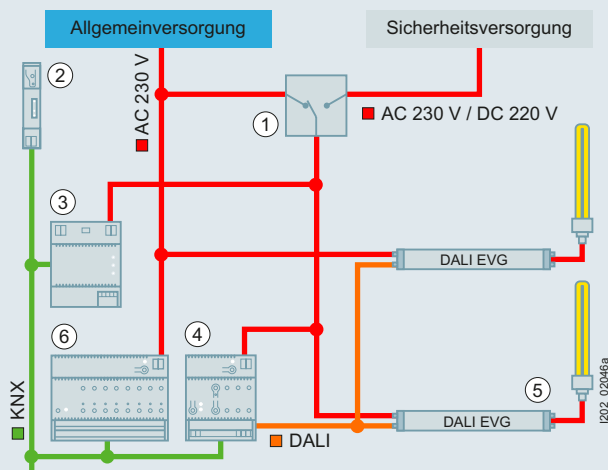 Allgemeinversorgung
Sicherheitsversorgung
2
AC 230 V
1
AC 230 V / DC 220 V
3
DALI EVG
6
4
5
DALI EVG
KNX
DALI
I202_02046a